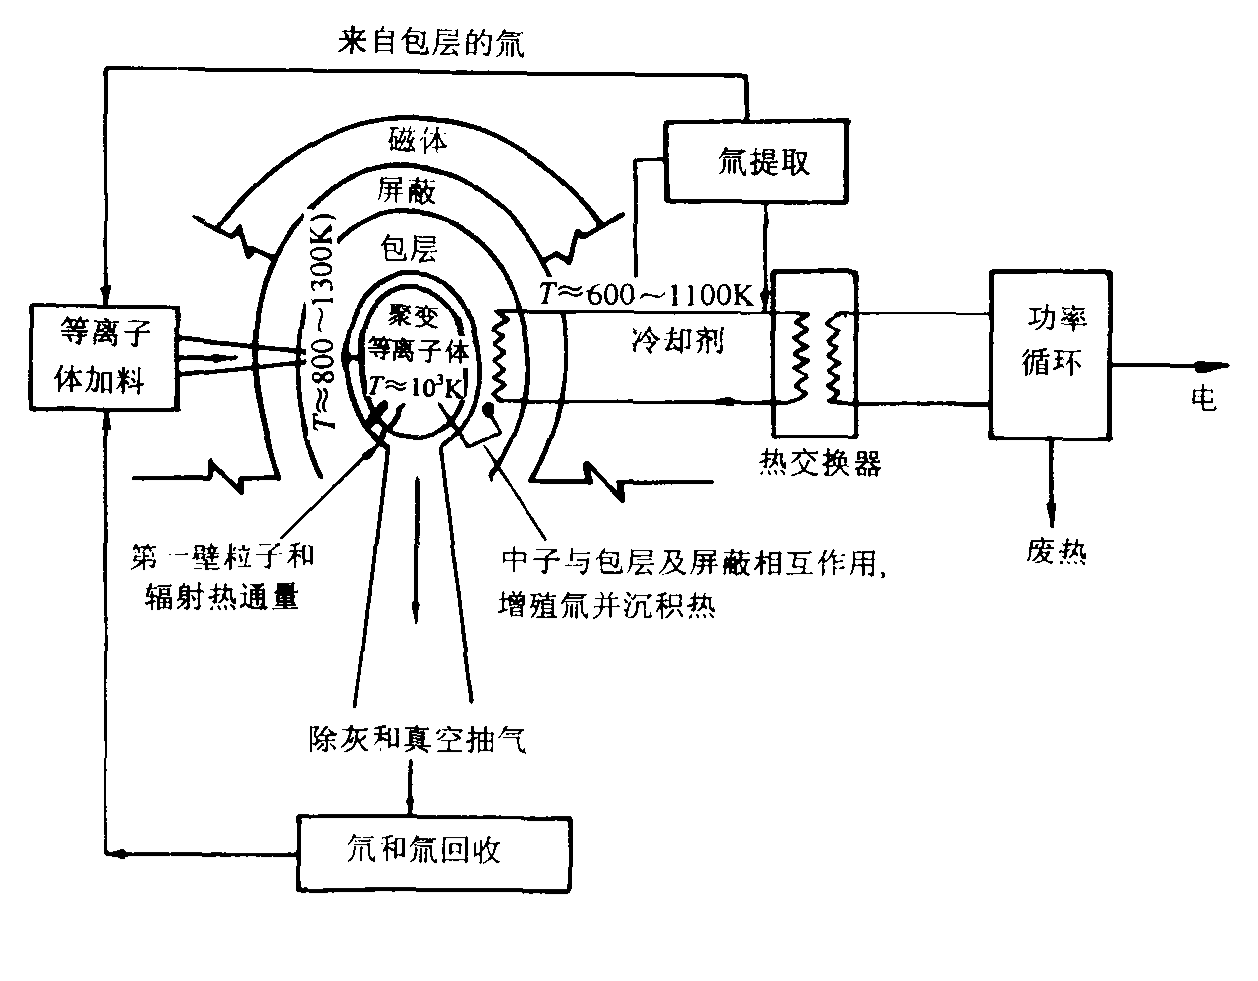 来自包层的氚
磁体
氚提取
屏蔽
包层
T≈800～1300K)
T≈600～1100K
等离子
体加料
聚变
等离子体
T≈10³K
冷却剂
功率
循环
电
热交换器
废热
第一壁粒子和
辐射热通量
中子与包层及屏蔽相互作用,
增殖氚并沉积热
除灰和真空抽气
氘和氚回收